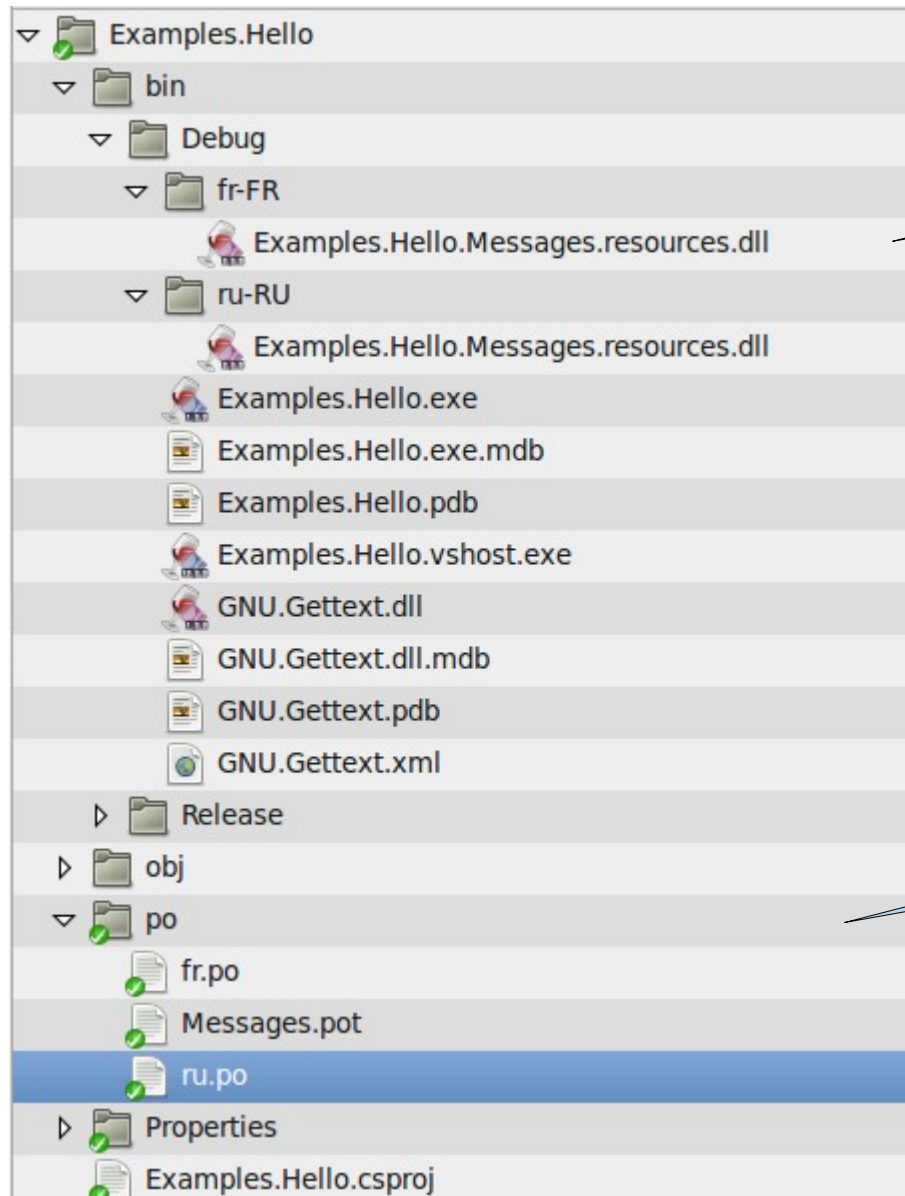 Examples.Hello
bin
Debug
fr-FR
Examples.Hello.Messages.resources.dll
ru-RU
Examples.Hello.Messages.resources.dll
Examples.Hello.exe
Examples.Hello.exe.mdb
Examples.Hello.pdb
Examples.Hello.vshost.exe
GNU.Gettext.dll
GNU.Gettext.dll.mdb
GNU.Gettext.pdb
GNU.Gettext.xml
Release
obj
po
fr.po
Messages.pot
ru.po
Properties
Examples.Hello.csproj